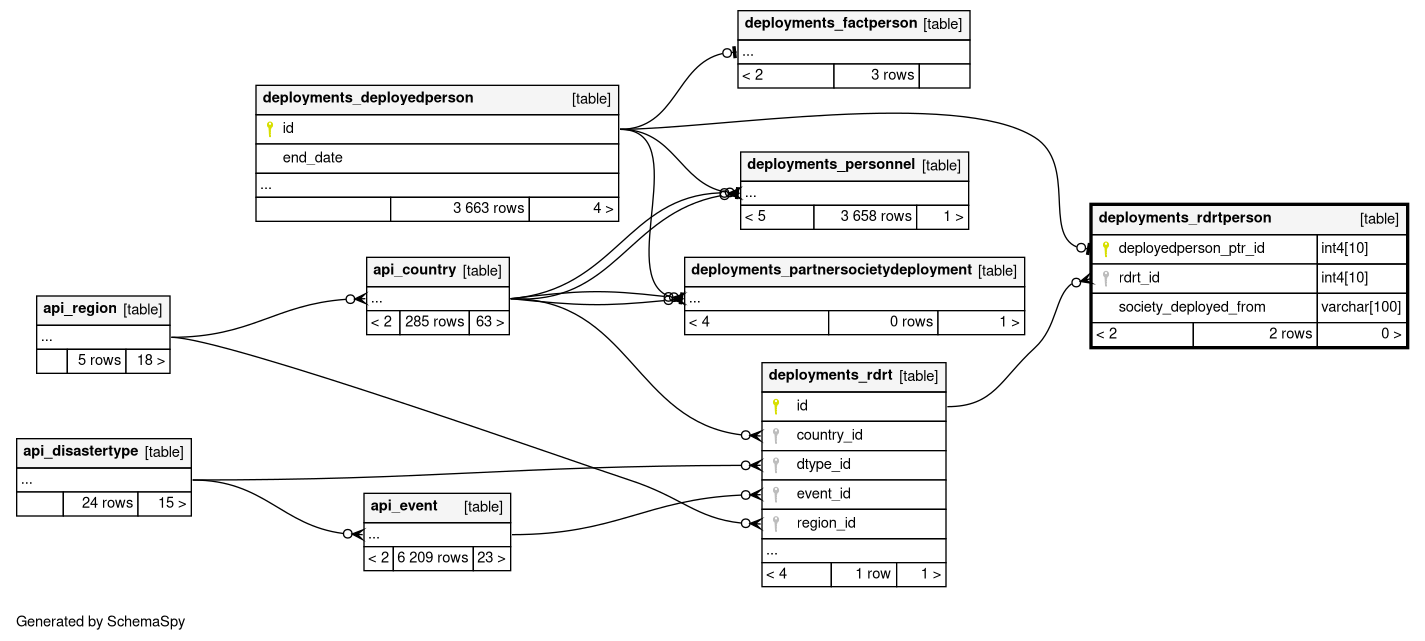 deployments_factperson [table]
...
< 2 3 rows
deployments_deployedperson [table]
id
end_date
...
3 663 rows 4 >
deployments_personnel [table]
...
< 5 3 658 rows 1 >
deployments_rdrtperson [table]
deployedperson_ptr_id int4[10]
rdrt_id int4[10]
society_deployed_from varchar[100]
< 2 2 rows 0 >
api_country [table]
...
< 2 285 rows 63 >
deployments_partnersocietydeployment [table]
...
< 4 0 rows 1 >
api_region [table]
...
5 rows 18 >
deployments_rdrt [table]
id
country_id
dtype_id
event_id
region_id
...
< 4 1 row 1 >
api_disastertype [table]
...
24 rows 15 >
api_event [table]
...
< 2 6 209 rows 23 >
Generated by SchemaSpy